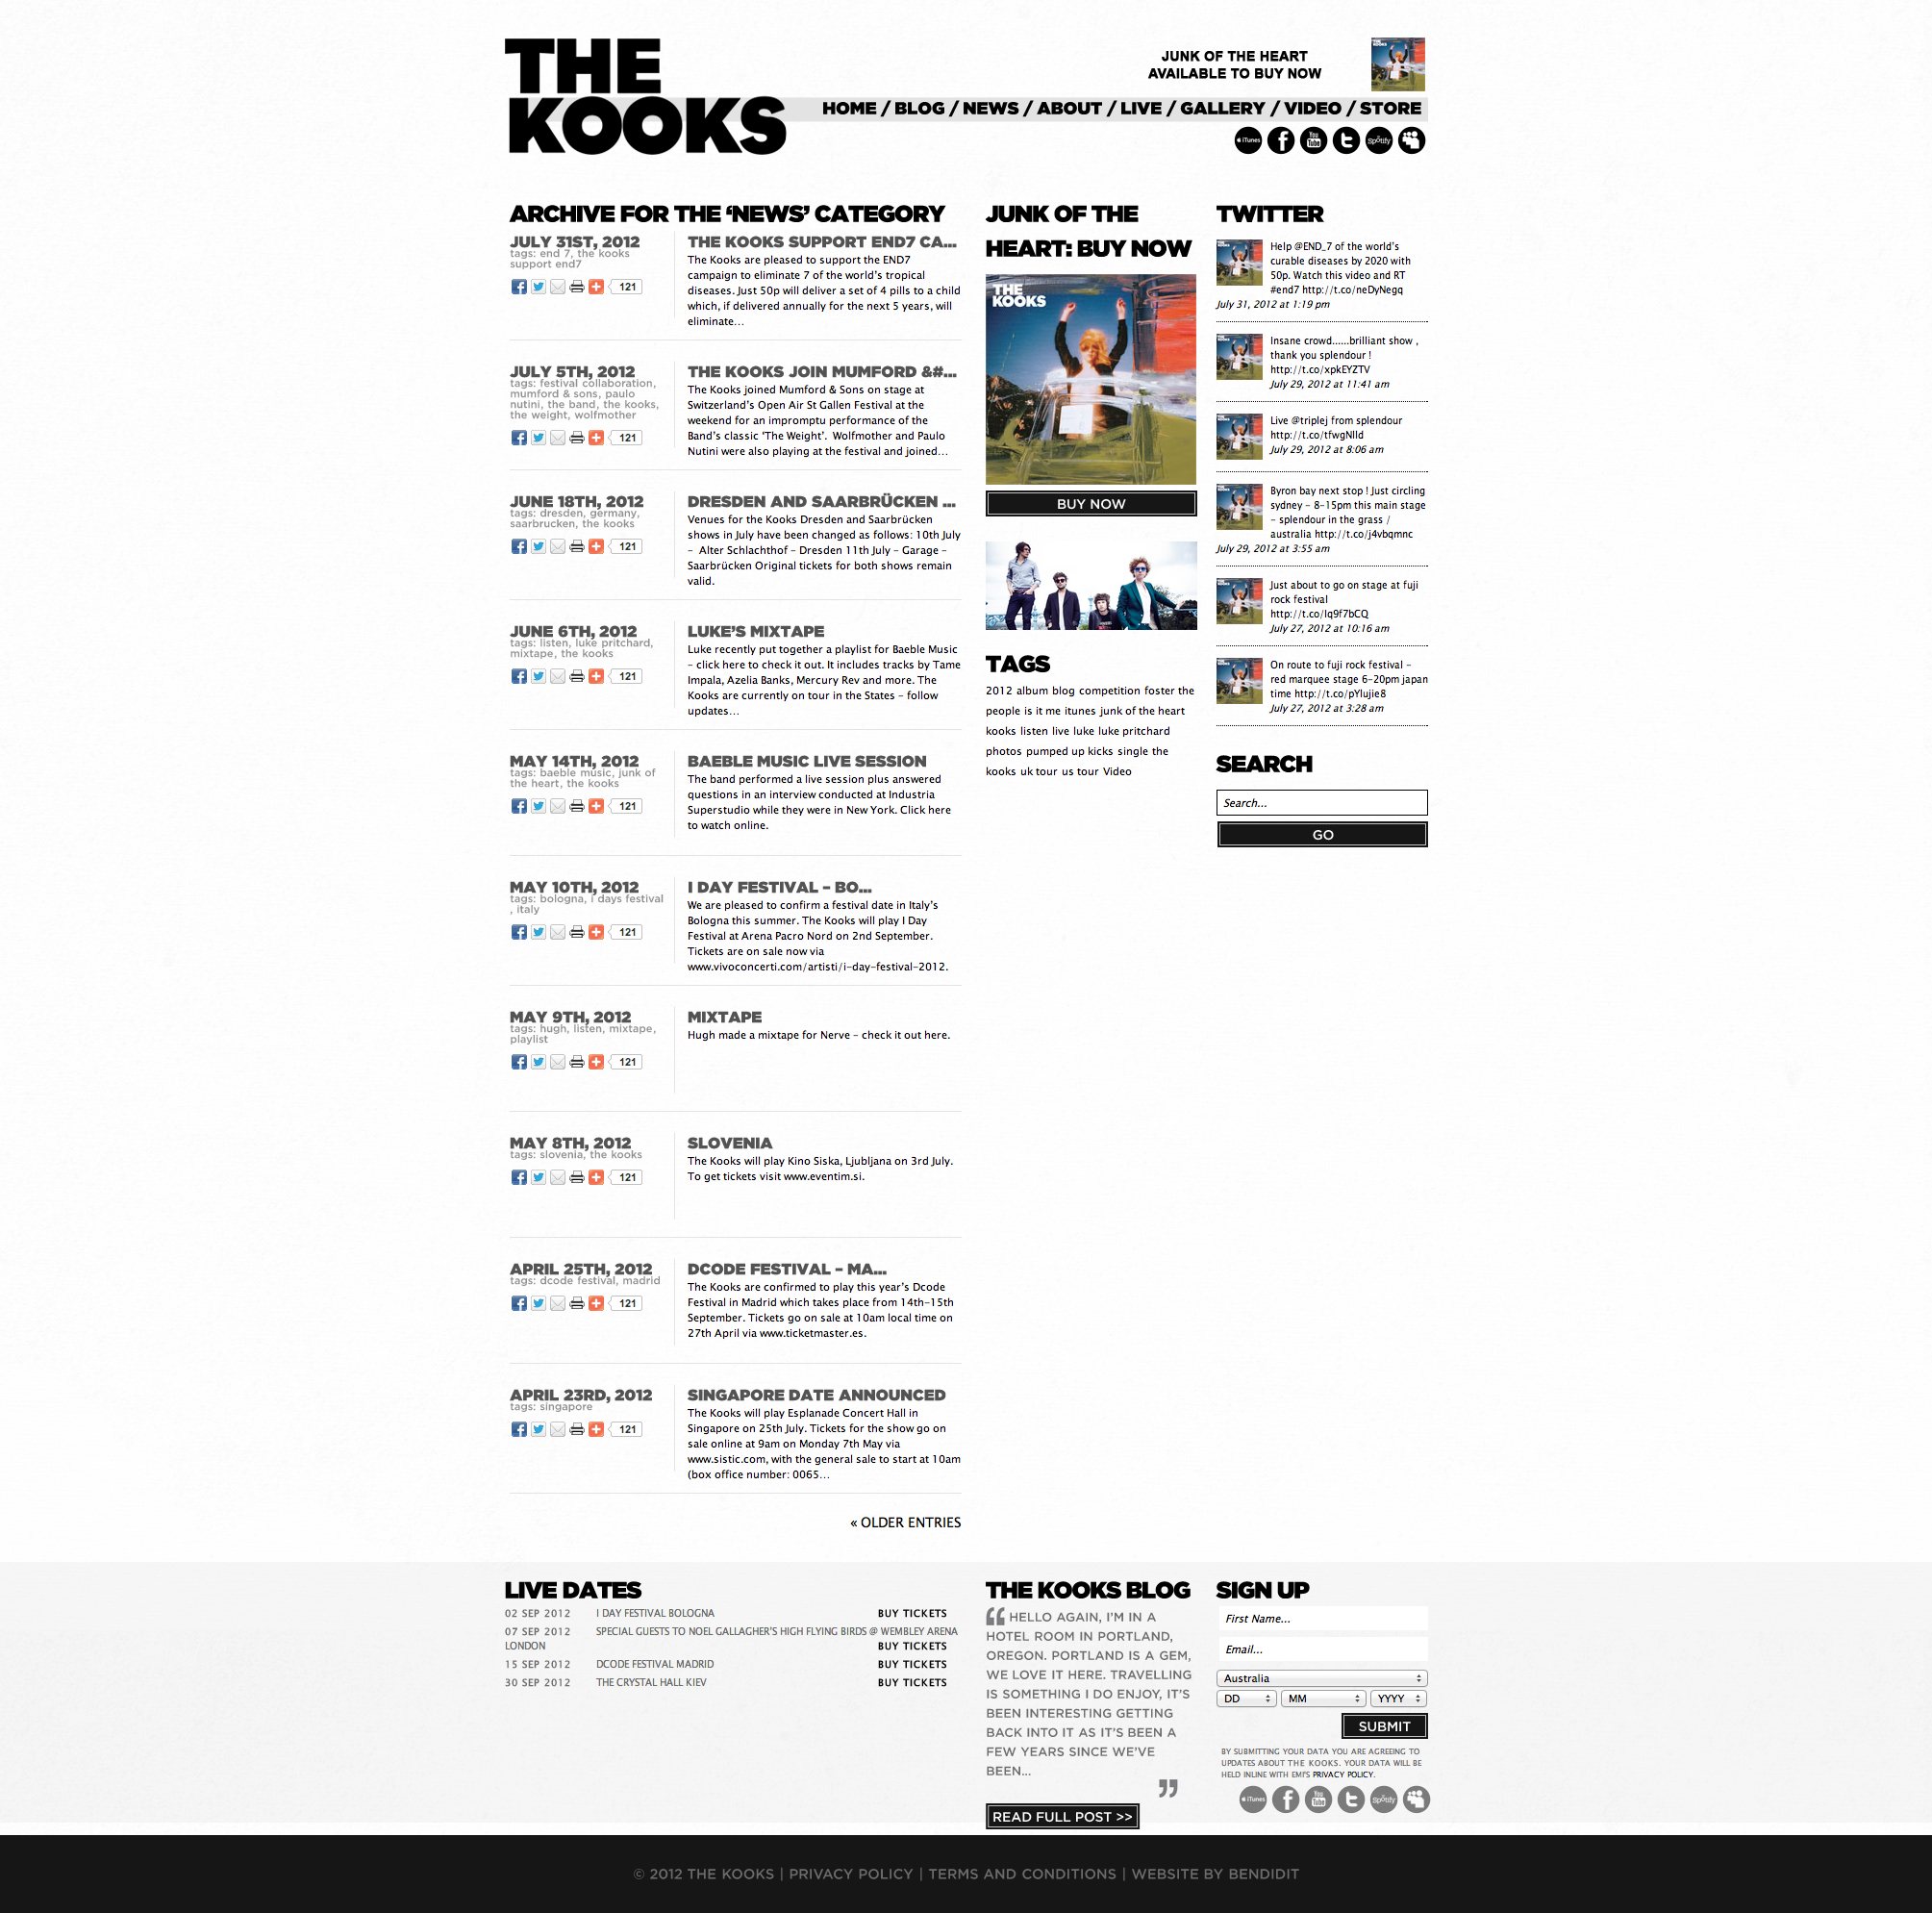 THE
KOOKS
JUNK OF THE HEART
AVAILABLE TO BUY NOW
HOME / BLOG / NEWS / ABOUT / LIVE / GALLERY / VIDEO / STORE
iTunes
You Tube
Spotify
ARCHIVE FOR THE ‘NEWS’ CATEGORY
JULY 31ST, 2012
tags: end 7, the kooks
support end7
121
THE KOOKS SUPPORT END7 CA...
The Kooks are pleased to support the END7
campaign to eliminate 7 of the world’s tropical
diseases. Just 50p will deliver a set of 4 pills to a child
which, if delivered annually for the next 5 years, will
eliminate…
JULY 5TH, 2012
tags: festival collaboration,
mumford & sons, paulo
nutini, the band, the kooks,
the weight, wolfmother
121
THE KOOKS JOIN MUMFORD &#...
The Kooks joined Mumford & Sons on stage at
Switzerland’s Open Air St Gallen Festival at the
weekend for an impromptu performance of the
Band’s classic ‘The Weight’.  Wolfmother and Paulo
Nutini were also playing at the festival and joined…
JUNE 18TH, 2012
tags: dresden, germany,
saarbrucken, the kooks
121
DRESDEN AND SAARBRÜCKEN ...
Venues for the Kooks Dresden and Saarbrücken
shows in July have been changed as follows: 10th July
–  Alter Schlachthof – Dresden 11th July – Garage –
Saarbrücken Original tickets for both shows remain
valid.
JUNE 6TH, 2012
tags: listen, luke pritchard,
mixtape, the kooks
121
LUKE’S MIXTAPE
Luke recently put together a playlist for Baeble Music
– click here to check it out. It includes tracks by Tame
Impala, Azelia Banks, Mercury Rev and more. The
Kooks are currently on tour in the States – follow
updates…
MAY 14TH, 2012
tags: baeble music, junk of
the heart, the kooks
121
BAEBLE MUSIC LIVE SESSION
The band performed a live session plus answered
questions in an interview conducted at Industria
Superstudio while they were in New York. Click here
to watch online.
MAY 10TH, 2012
tags: bologna, i days festival
, italy
121
I DAY FESTIVAL – BO...
We are pleased to confirm a festival date in Italy’s
Bologna this summer. The Kooks will play I Day
Festival at Arena Pacro Nord on 2nd September.
Tickets are on sale now via
www.vivoconcerti.com/artisti/i-day-festival-2012.
MAY 9TH, 2012
tags: hugh, listen, mixtape,
playlist
121
MIXTAPE
Hugh made a mixtape for Nerve – check it out here.
MAY 8TH, 2012
tags: slovenia, the kooks
121
SLOVENIA
The Kooks will play Kino Siska, Ljubljana on 3rd July.
To get tickets visit www.eventim.si.
APRIL 25TH, 2012
tags: dcode festival, madrid
121
DCODE FESTIVAL – MA...
The Kooks are confirmed to play this year’s Dcode
Festival in Madrid which takes place from 14th–15th
September. Tickets go on sale at 10am local time on
27th April via www.ticketmaster.es.
APRIL 23RD, 2012
tags: singapore
121
SINGAPORE DATE ANNOUNCED
The Kooks will play Esplanade Concert Hall in
Singapore on 25th July. Tickets for the show go on
sale online at 9am on Monday 7th May via
www.sistic.com, with the general sale to start at 10am
(box office number: 0065…
« OLDER ENTRIES
JUNK OF THE
HEART: BUY NOW
THE
KOOKS
BUY NOW
TAGS
2012 album blog competition foster the
people is it me itunes junk of the heart
kooks listen live luke luke pritchard
photos pumped up kicks single the
kooks uk tour us tour Video
TWITTER
Help @END_7 of the world's
curable diseases by 2020 with
50p. Watch this video and RT
#end7 http://t.co/neDyNegq
July 31, 2012 at 1:19 pm
Insane crowd......brilliant show ,
thank you splendour !
http://t.co/xpkEYZTV
July 29, 2012 at 11:41 am
Live @triplej from splendour
http://t.co/tfwgNlld
July 29, 2012 at 8:06 am
Byron bay next stop ! Just circling
sydney - 8-15pm this main stage
- splendour in the grass /
australia http://t.co/j4vbqmnc
July 29, 2012 at 3:55 am
Just about to go on stage at fuji
rock festival
http://t.co/lq9f7bCQ
July 27, 2012 at 10:16 am
On route to fuji rock festival -
red marquee stage 6-20pm japan
time http://t.co/pYlujie8
July 27, 2012 at 3:28 am
SEARCH
Search...
GO
LIVE DATES
02 SEP 2012 I DAY FESTIVAL BOLOGNA BUY TICKETS
07 SEP 2012 SPECIAL GUESTS TO NOEL GALLAGHER'S HIGH FLYING BIRDS @ WEMBLEY ARENA
LONDON BUY TICKETS
15 SEP 2012 DCODE FESTIVAL MADRID BUY TICKETS
30 SEP 2012 THE CRYSTAL HALL KIEV BUY TICKETS
THE KOOKS BLOG
“ HELLO AGAIN, I’M IN A
HOTEL ROOM IN PORTLAND,
OREGON. PORTLAND IS A GEM,
WE LOVE IT HERE. TRAVELLING
IS SOMETHING I DO ENJOY, IT’S
BEEN INTERESTING GETTING
BACK INTO IT AS IT’S BEEN A
FEW YEARS SINCE WE’VE
BEEN...
”
READ FULL POST >>
SIGN UP
First Name...
Email...
Australia
DD MM YYYY
SUBMIT
BY SUBMITTING YOUR DATA YOU ARE AGREEING TO
UPDATES ABOUT THE KOOKS. YOUR DATA WILL BE
HELD INLINE WITH EMI'S PRIVACY POLICY.
iTunes
You Tube
Spotify
© 2012 THE KOOKS | PRIVACY POLICY | TERMS AND CONDITIONS | WEBSITE BY BENDIDIT